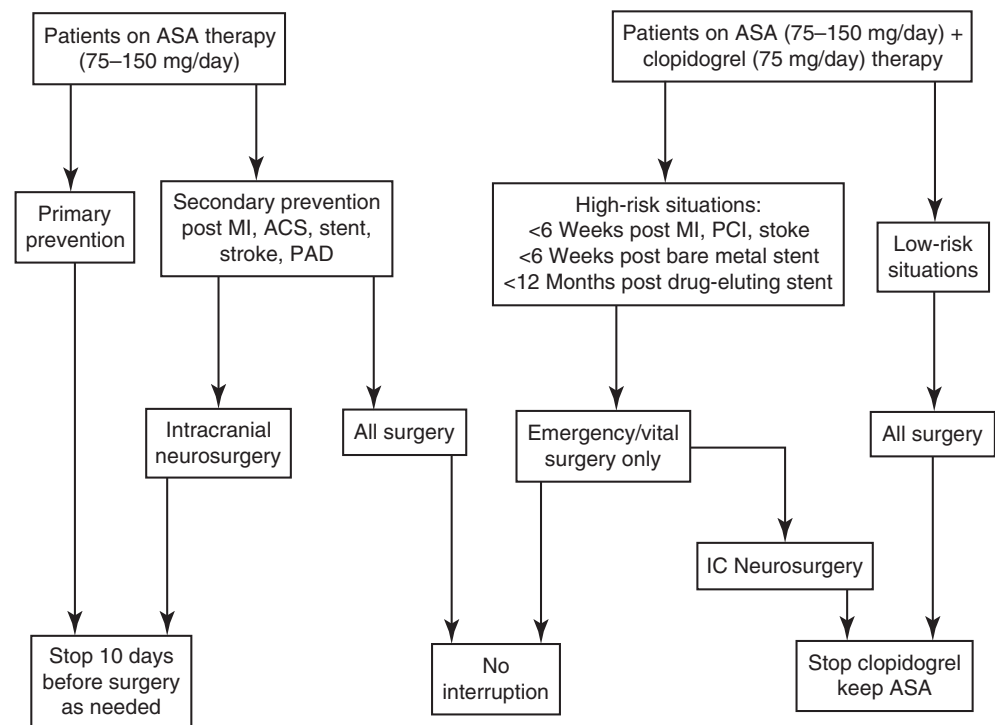 Patients on ASA therapy
(75–150 mg/day)
Patients on ASA (75–150 mg/day) +
clopidogrel (75 mg/day) therapy
Primary
prevention
Secondary prevention
post MI, ACS, stent,
stroke, PAD
High-risk situations:
<6 Weeks post MI, PCI, stoke
<6 Weeks post bare metal stent
<12 Months post drug-eluting stent
Low-risk
situations
Intracranial
neurosurgery
All surgery
Emergency/vital
surgery only
All surgery
IC Neurosurgery
Stop 10 days
before surgery
as needed
No
interruption
Stop clopidogrel
keep ASA